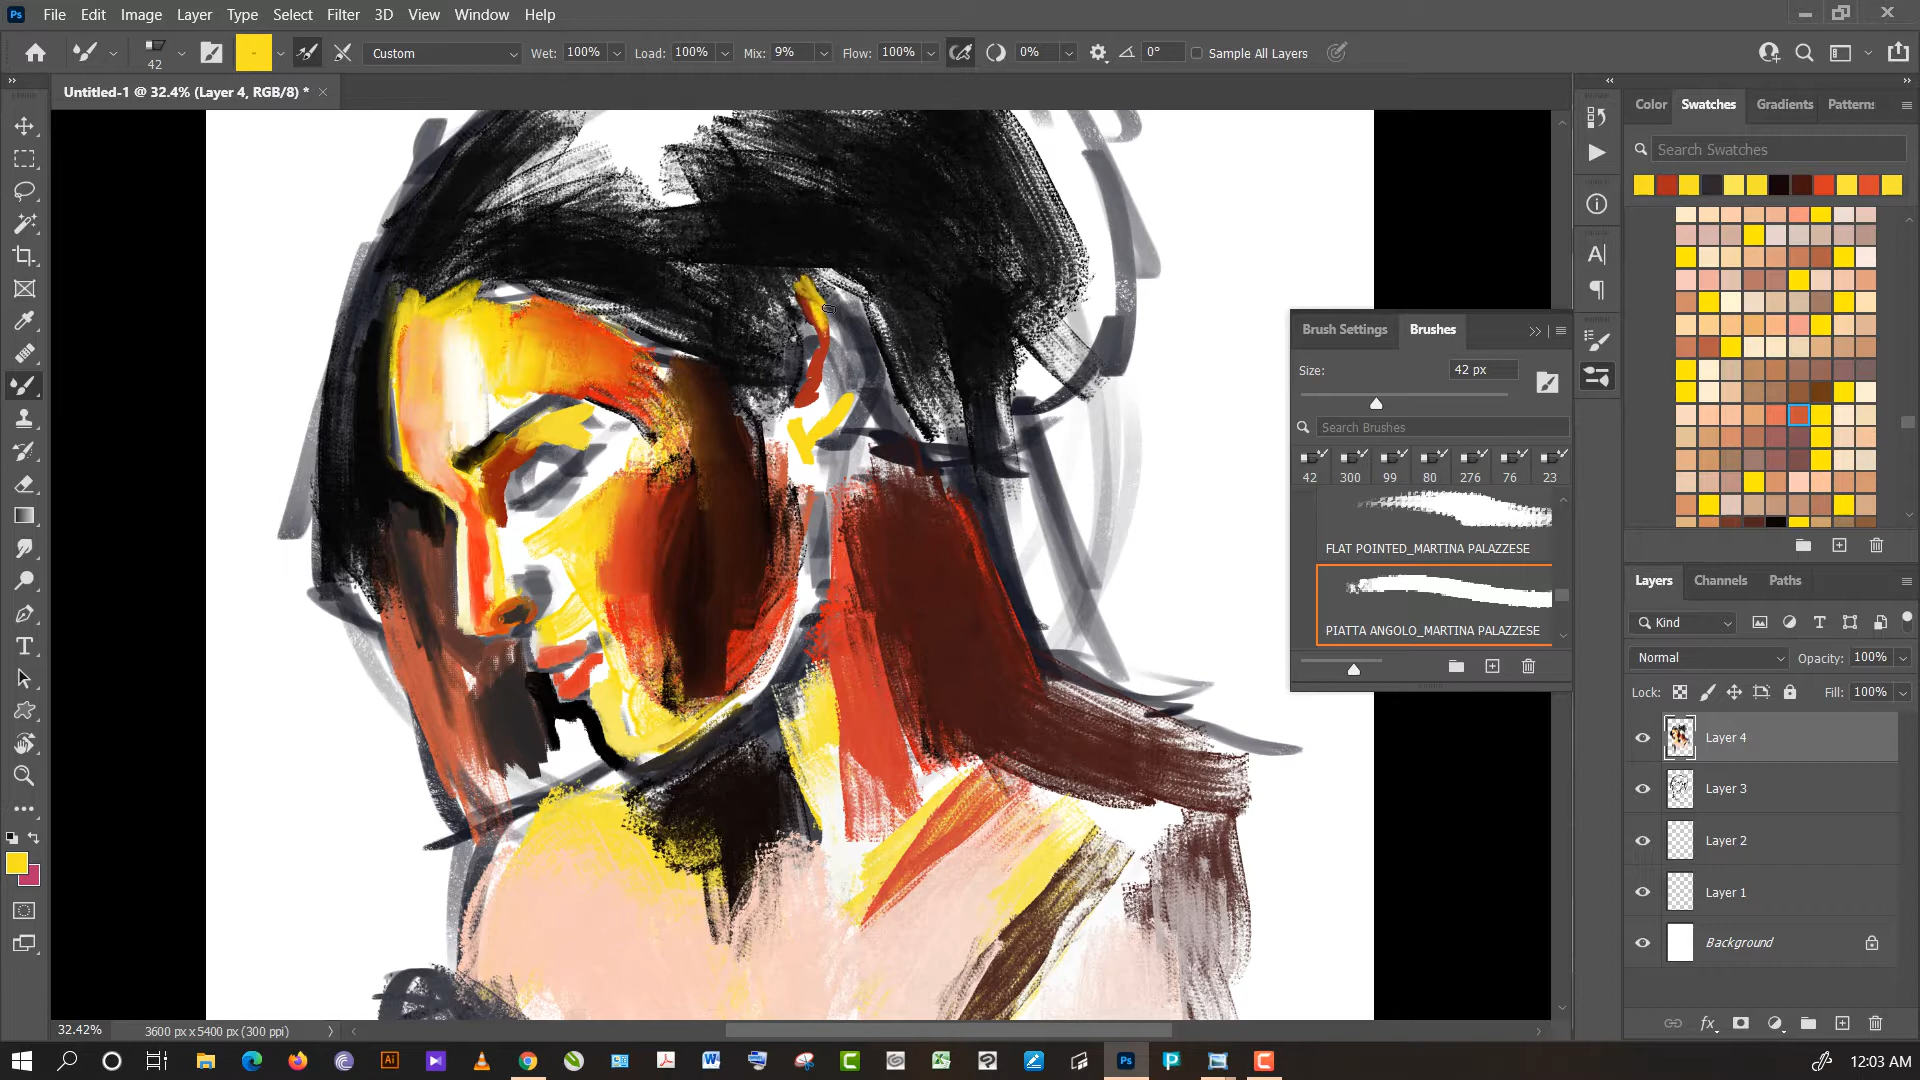 Ps File Edit Image Layer Type Select Filter 3D View Window Help
42 Custom Wet: 100% Load: 100% Mix: 9% Flow: 100% 0% 0° Sample All Layers
Untitled-1 @ 32.4% (Layer 4, RGB/8) *
Color Swatches Gradients Patterns
Search Swatches
Brush Settings Brushes
Size: 42 px
Search Brushes
42 300 99 80 276 76 23
FLAT POINTED_MARTINA PALAZZESE
PIATTA ANGOLO_MARTINA PALAZZESE
Layers Channels Paths
Kind
Normal Opacity: 100%
Lock: Fill: 100%
Layer 4
Layer 3
Layer 2
Layer 1
Background
32.42% 3600 px x 5400 px (300 ppi)
12:03 AM